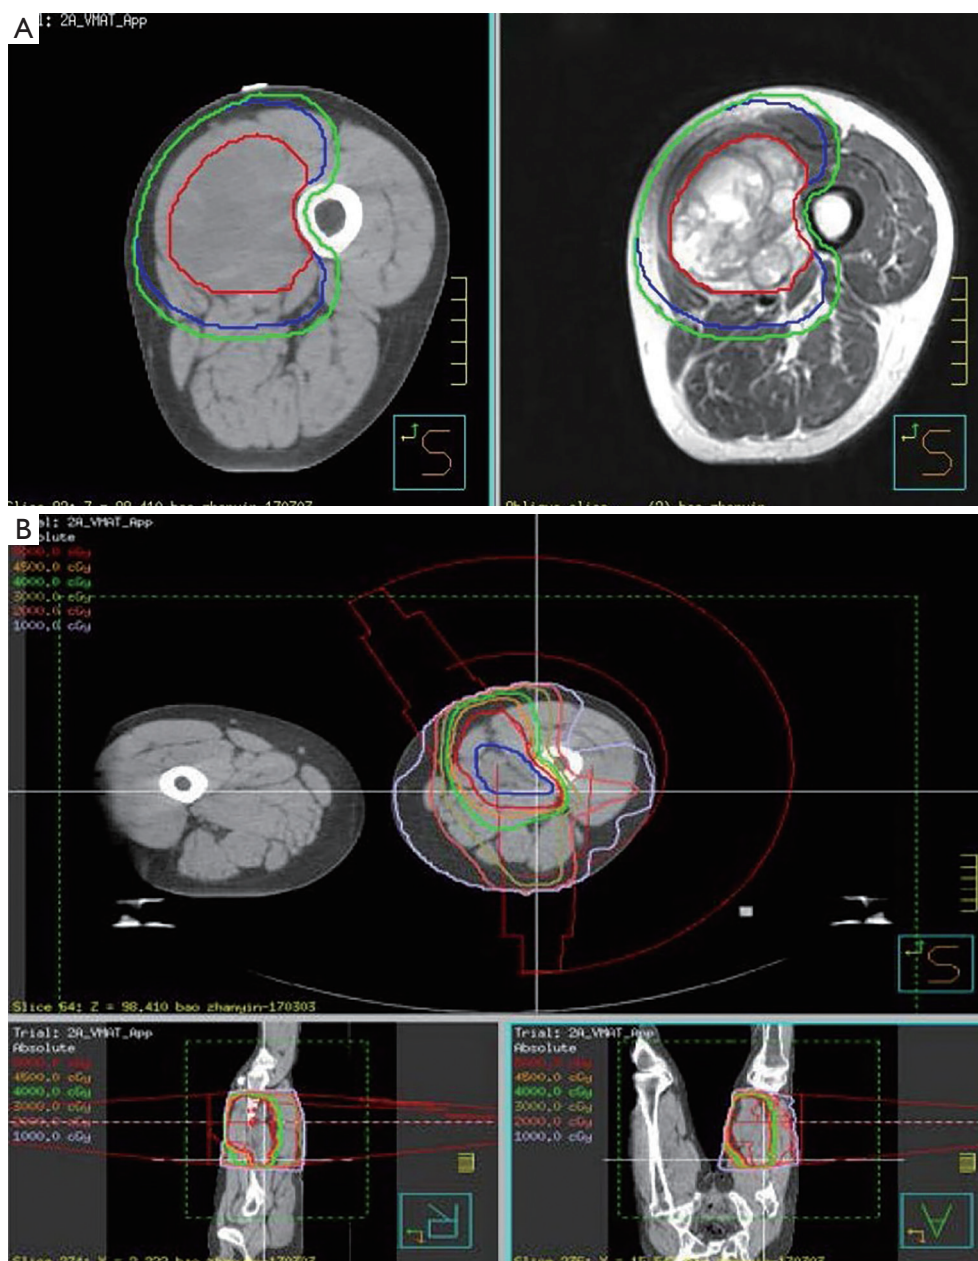 A
l: 2A_VMAT_App
S
S
B
al: 2A_VMAT_App
solute
4500.0 cGy
4000.0 cGy
3000.0 cGy
2000.0 cGy
1000.0 cGy
S
Slice 64: Z = 98.410 bao zhanyin-170303
Trial: 2A_VMAT_App
Absolute
4500.0 cGy
4000.0 cGy
3000.0 cGy
2000.0 cGy
1000.0 cGy
R
Trial: 2A_VMAT_App
Absolute
4500.0 cGy
4000.0 cGy
3000.0 cGy
2000.0 cGy
1000.0 cGy
A